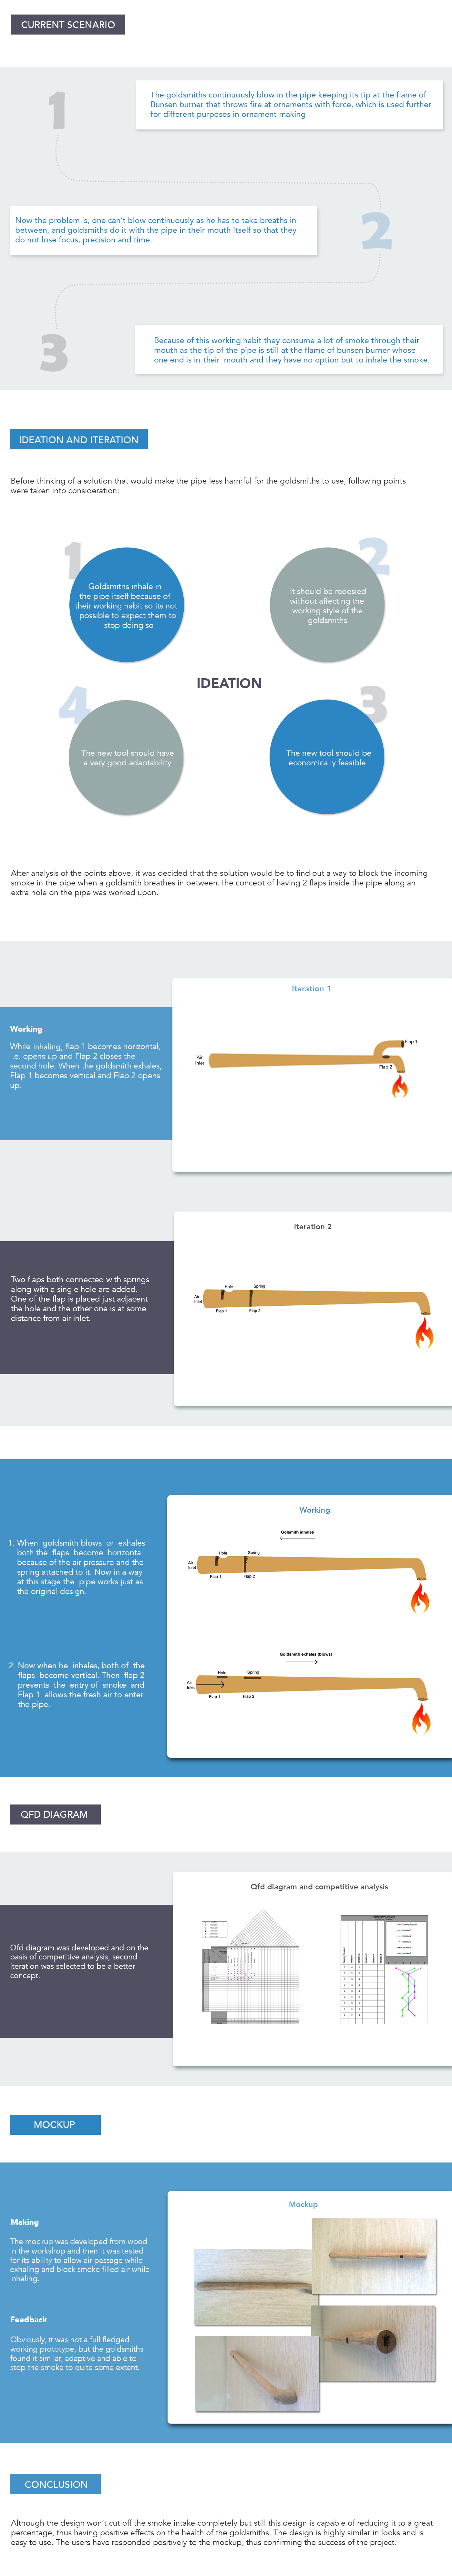 CURRENT SCENARIO
1
The goldsmiths continuously blow in the pipe keeping its tip at the flame of
Bunsen burner that throws fire at ornaments with force, which is used further
for different purposes in ornament making
Now the problem is, one can't blow continuously as he has to take breaths in
between, and goldsmiths do it with the pipe in their mouth itself so that they
do not lose focus, precision and time.
2
3
Because of this working habit they consume a lot of smoke through their
mouth as the tip of the pipe is still at the flame of bunsen burner whose
one end is in their mouth and they have no option but to inhale the smoke.
IDEATION AND ITERATION
Before thinking of a solution that would make the pipe less harmful for the goldsmiths to use, following points
were taken into consideration:
1
Goldsmiths inhale in
the pipe itself because of
their working habit so its not
possible to expect them to
stop doing so
2
It should be redesied
without affecting the
working style of the
goldsmiths
IDEATION
4
The new tool should have
a very good adaptability
3
The new tool should be
economically feasible
After analysis of the points above, it was decided that the solution would be to find out a way to block the incoming
smoke in the pipe when a goldsmith breathes in between.The concept of having 2 flaps inside the pipe along an
extra hole on the pipe was worked upon.
Iteration 1
Working
While inhaling, flap 1 becomes horizontal,
i.e. opens up and Flap 2 closes the
second hole. When the goldsmith exhales,
Flap 1 becomes vertical and Flap 2 opens
up.
Air
Inlet
Flap 1
Flap 2
Iteration 2
Two flaps both connected with springs
along with a single hole are added.
One of the flap is placed just adjacent
the hole and the other one is at some
distance from air inlet.
Hole
Spring
Air
Inlet
Flap 1
Flap 2
Working
1. When goldsmith blows or exhales
both the flaps become horizontal
because of the air pressure and the
spring attached to it. Now in a way
at this stage the pipe works just as
the original design.
Golsmith inhales
Hole
Spring
Air
Inlet
Flap 1
Flap 2
2. Now when he inhales, both of the
flaps become vertical. Then flap 2
prevents the entry of smoke and
Flap 1 allows the fresh air to enter
the pipe.
Goldemith exhales (blows)
Hole
Spring
Air
Inlet
Flap 1
Flap 2
QFD DIAGRAM
Qfd diagram and competitive analysis
Qfd diagram was developed and on the
basis of competitive analysis, second
iteration was selected to be a better
concept.
MOCKUP
Mockup
Making
The mockup was developed from wood
in the workshop and then it was tested
for its ability to allow air passage while
exhaling and block smoke filled air while
inhaling.
Feedback
Obviously, it was not a full fledged
working prototype, but the goldsmiths
found it similar, adaptive and able to
stop the smoke to quite some extent.
CONCLUSION
Although the design won't cut off the smoke intake completely but still this design is capable of reducing it to a great
percentage, thus having positive effects on the health of the goldsmiths. The design is highly similar in looks and is
easy to use. The users have responded positively to the mockup, thus confirming the success of the project.